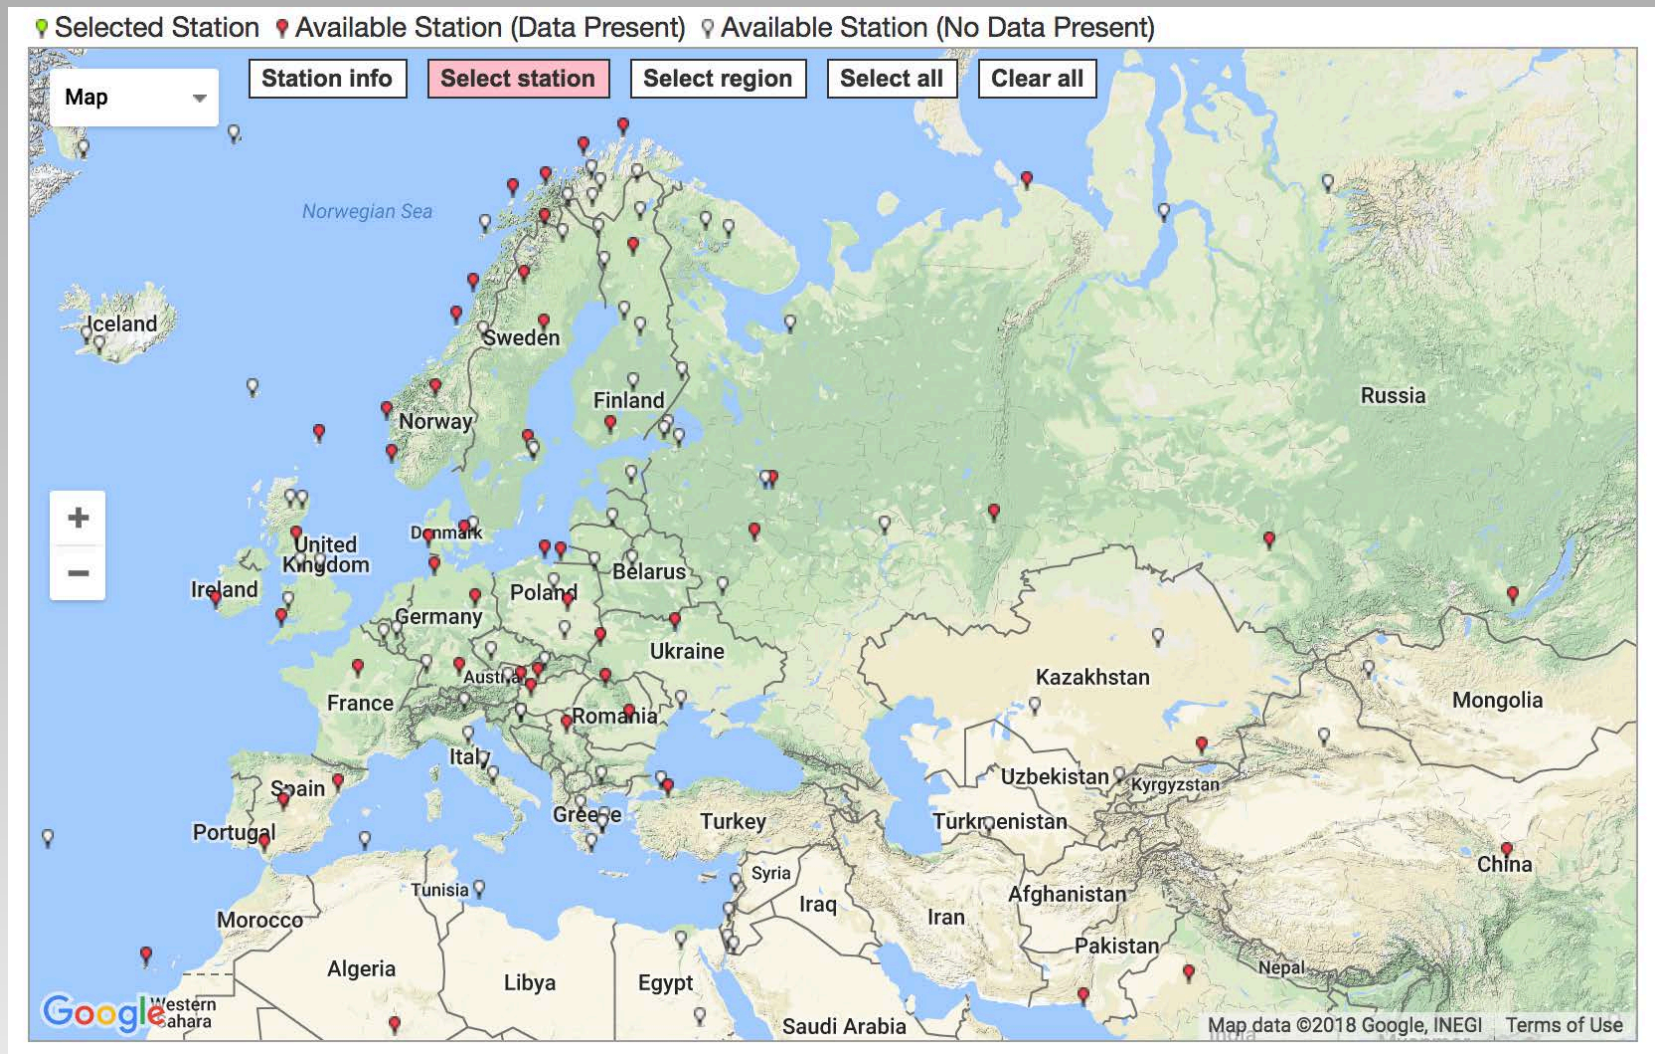 Selected Station Available Station (Data Present) Available Station (No Data Present)
Map
Station info Select station Select region Select all Clear all
Norwegian Sea
Iceland
Sweden
Russia
Finland
Norway
+
Denmark
United
Kingdom
−
Belarus
Ireland
Poland
Germany
Ukraine
Kazakhstan
Austria
France
Mongolia
Romania
Italy
Uzbekistan
Kyrgyzstan
Spain
Greece
Turkey
Turkmenistan
Portugal
China
Syria
Tunisia
Afghanistan
Iraq
Morocco
Iran
Pakistan
Algeria
Nepal
Libya
Egypt
Google
Western
Sahara
Saudi Arabia
Map data ©2018 Google, INEGI Terms of Use
India